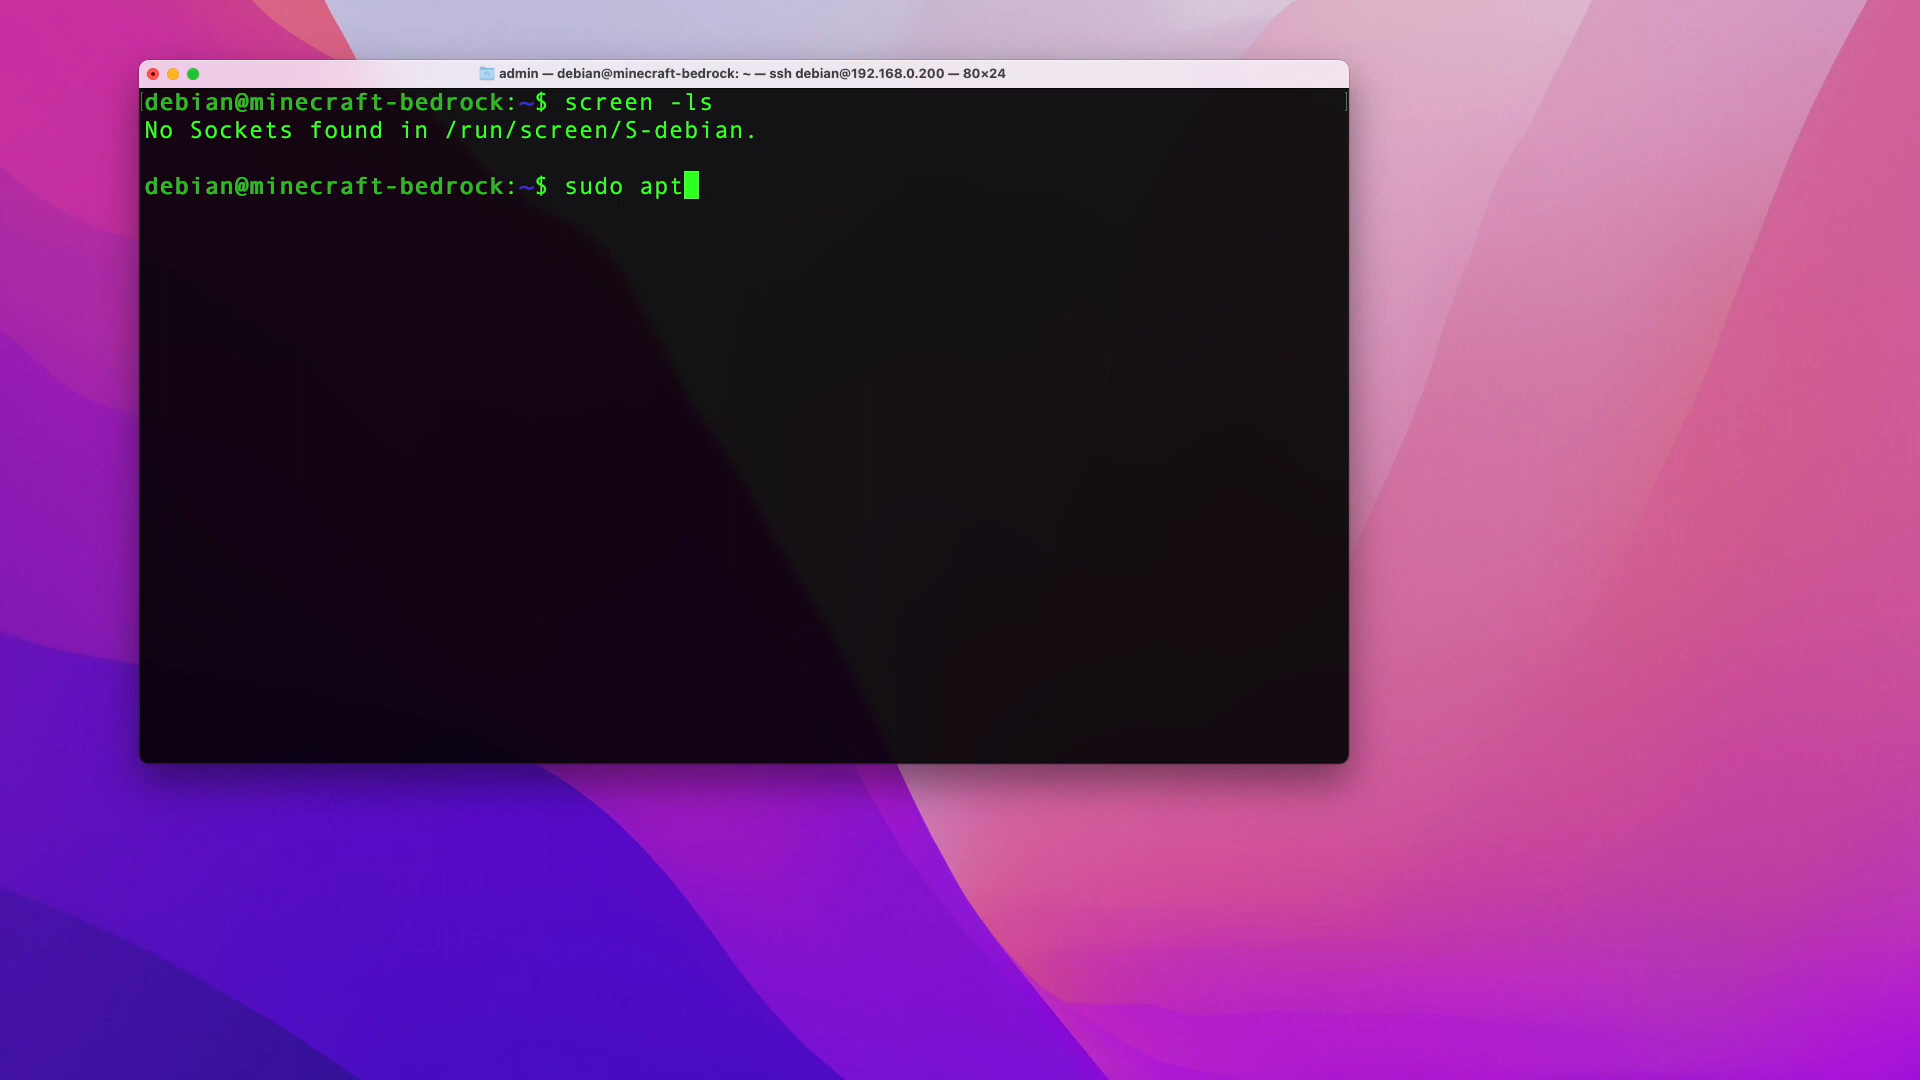 admin — debian@minecraft-bedrock: ~ — ssh debian@192.168.0.200 — 80×24
debian@minecraft-bedrock:~$ screen -ls
No Sockets found in /run/screen/S-debian.
debian@minecraft-bedrock:~$ sudo apt